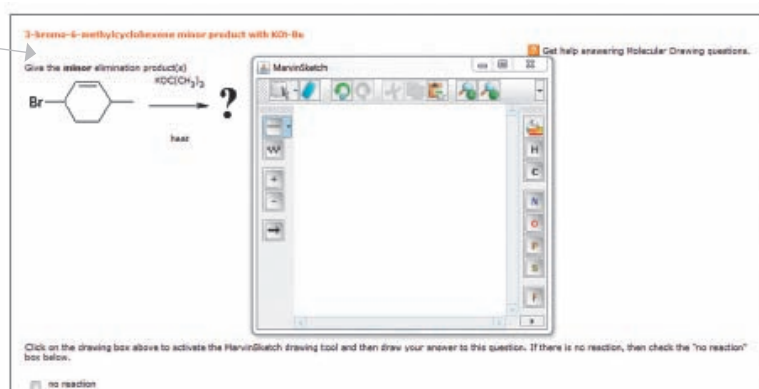 3-bromo-6-methylcyclohexene minor product with KOt-Bu
Get help answering Molecular Drawing questions.
Give the minor elimination product(s)
KOC(CH3)3
Br
?
heat
MarvinSketch
H
C
N
O
P
S
F
Click on the drawing box above to activate the MarvinSketch drawing tool and then draw your answer to this question. If there is no reaction, then check the "no reaction"
box below.
no reaction